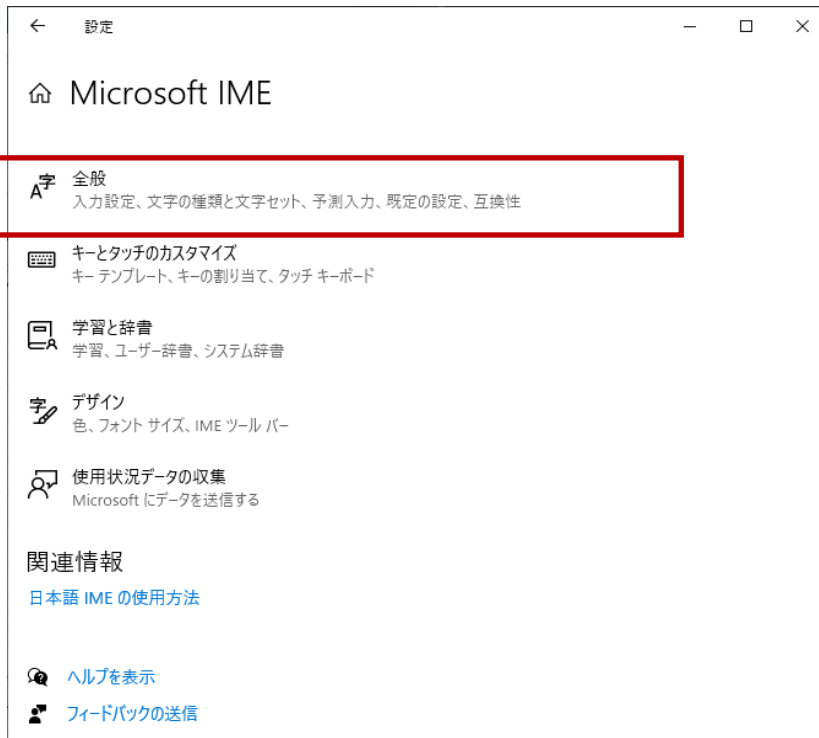 設定
Microsoft IME
全般
入力設定、文字の種類と文字セット、予測入力、既定の設定、互換性
キーとタッチのカスタマイズ
キー テンプレート、キーの割り当て、タッチ キーボード
学習と辞書
学習、ユーザー辞書、システム辞書
デザイン
色、フォント サイズ、IME ツール バー
使用状況データの収集
Microsoft にデータを送信する
関連情報
日本語 IME の使用方法
ヘルプを表示
フィードバックの送信